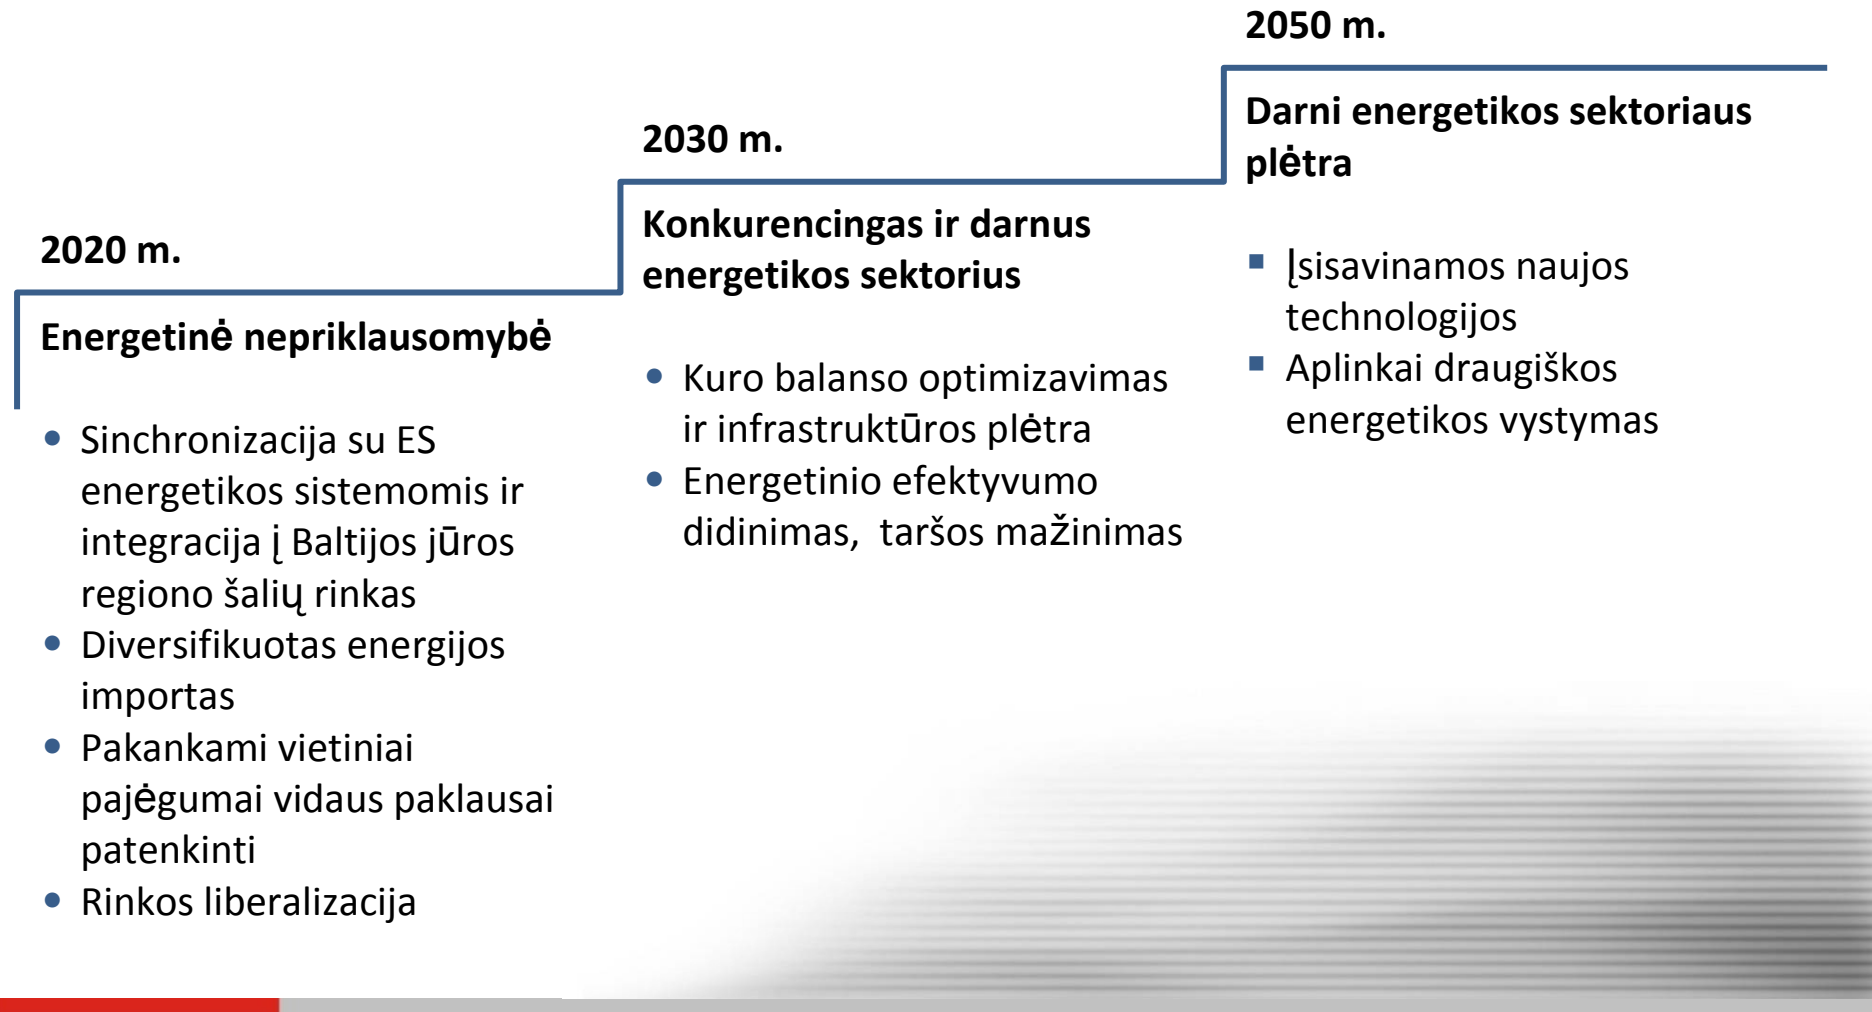 2020 m.
Energetinė nepriklausomybė
• Sinchronizacija su ES
energetikos sistemomis ir
integracija į Baltijos jūros
regiono šalių rinkas
• Diversifikuotas energijos
importas
• Pakankami vietiniai
pajėgumai vidaus paklausai
patenkinti
• Rinkos liberalizacija
2030 m.
Konkurencingas ir darnus
energetikos sektorius
• Kuro balanso optimizavimas
ir infrastruktūros plėtra
• Energetinio efektyvumo
didinimas, taršos mažinimas
2050 m.
Darni energetikos sektoriaus
plėtra
▪ Įsisavinamos naujos
technologijos
▪ Aplinkai draugiškos
energetikos vystymas